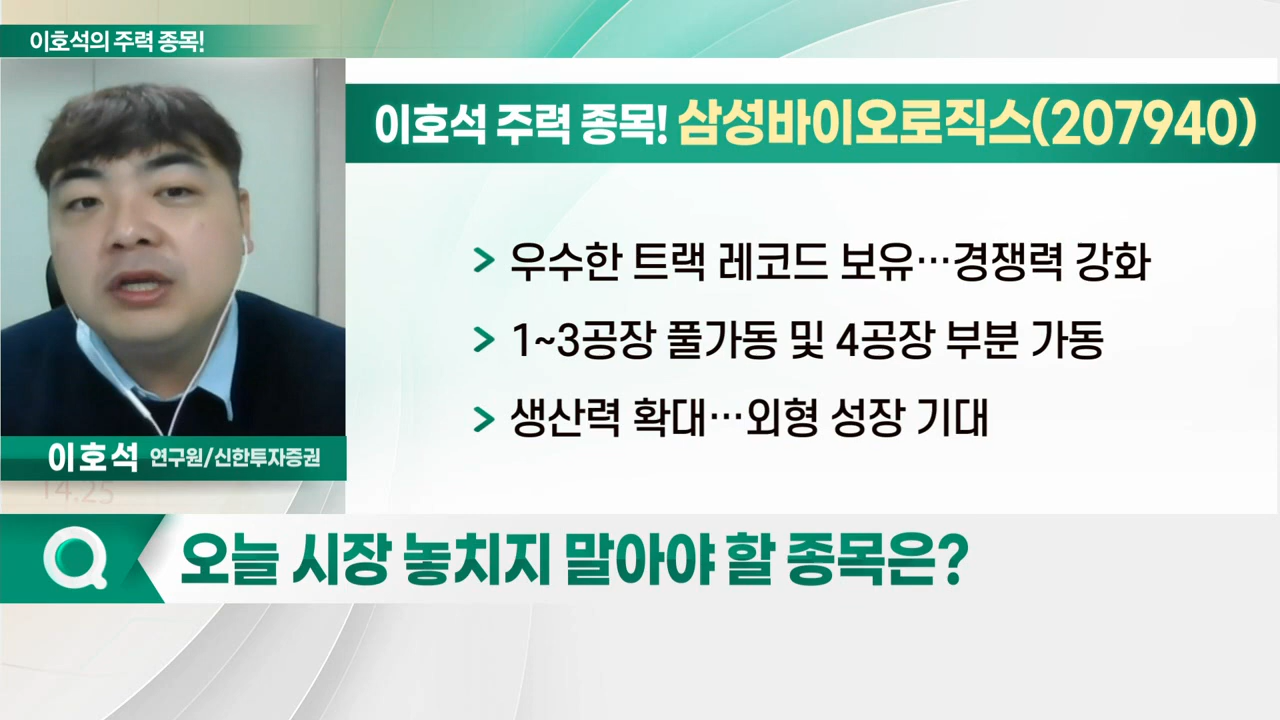 이호석의 주력 종목!
이호석 주력 종목! 삼성바이오로직스(207940)
> 우수한 트랙 레코드 보유…경쟁력 강화
> 1~3공장 풀가동 및 4공장 부분 가동
> 생산력 확대…외형 성장 기대
이호석 연구원/신한투자증권
14.25
Q 오늘 시장 놓치지 말아야 할 종목은?